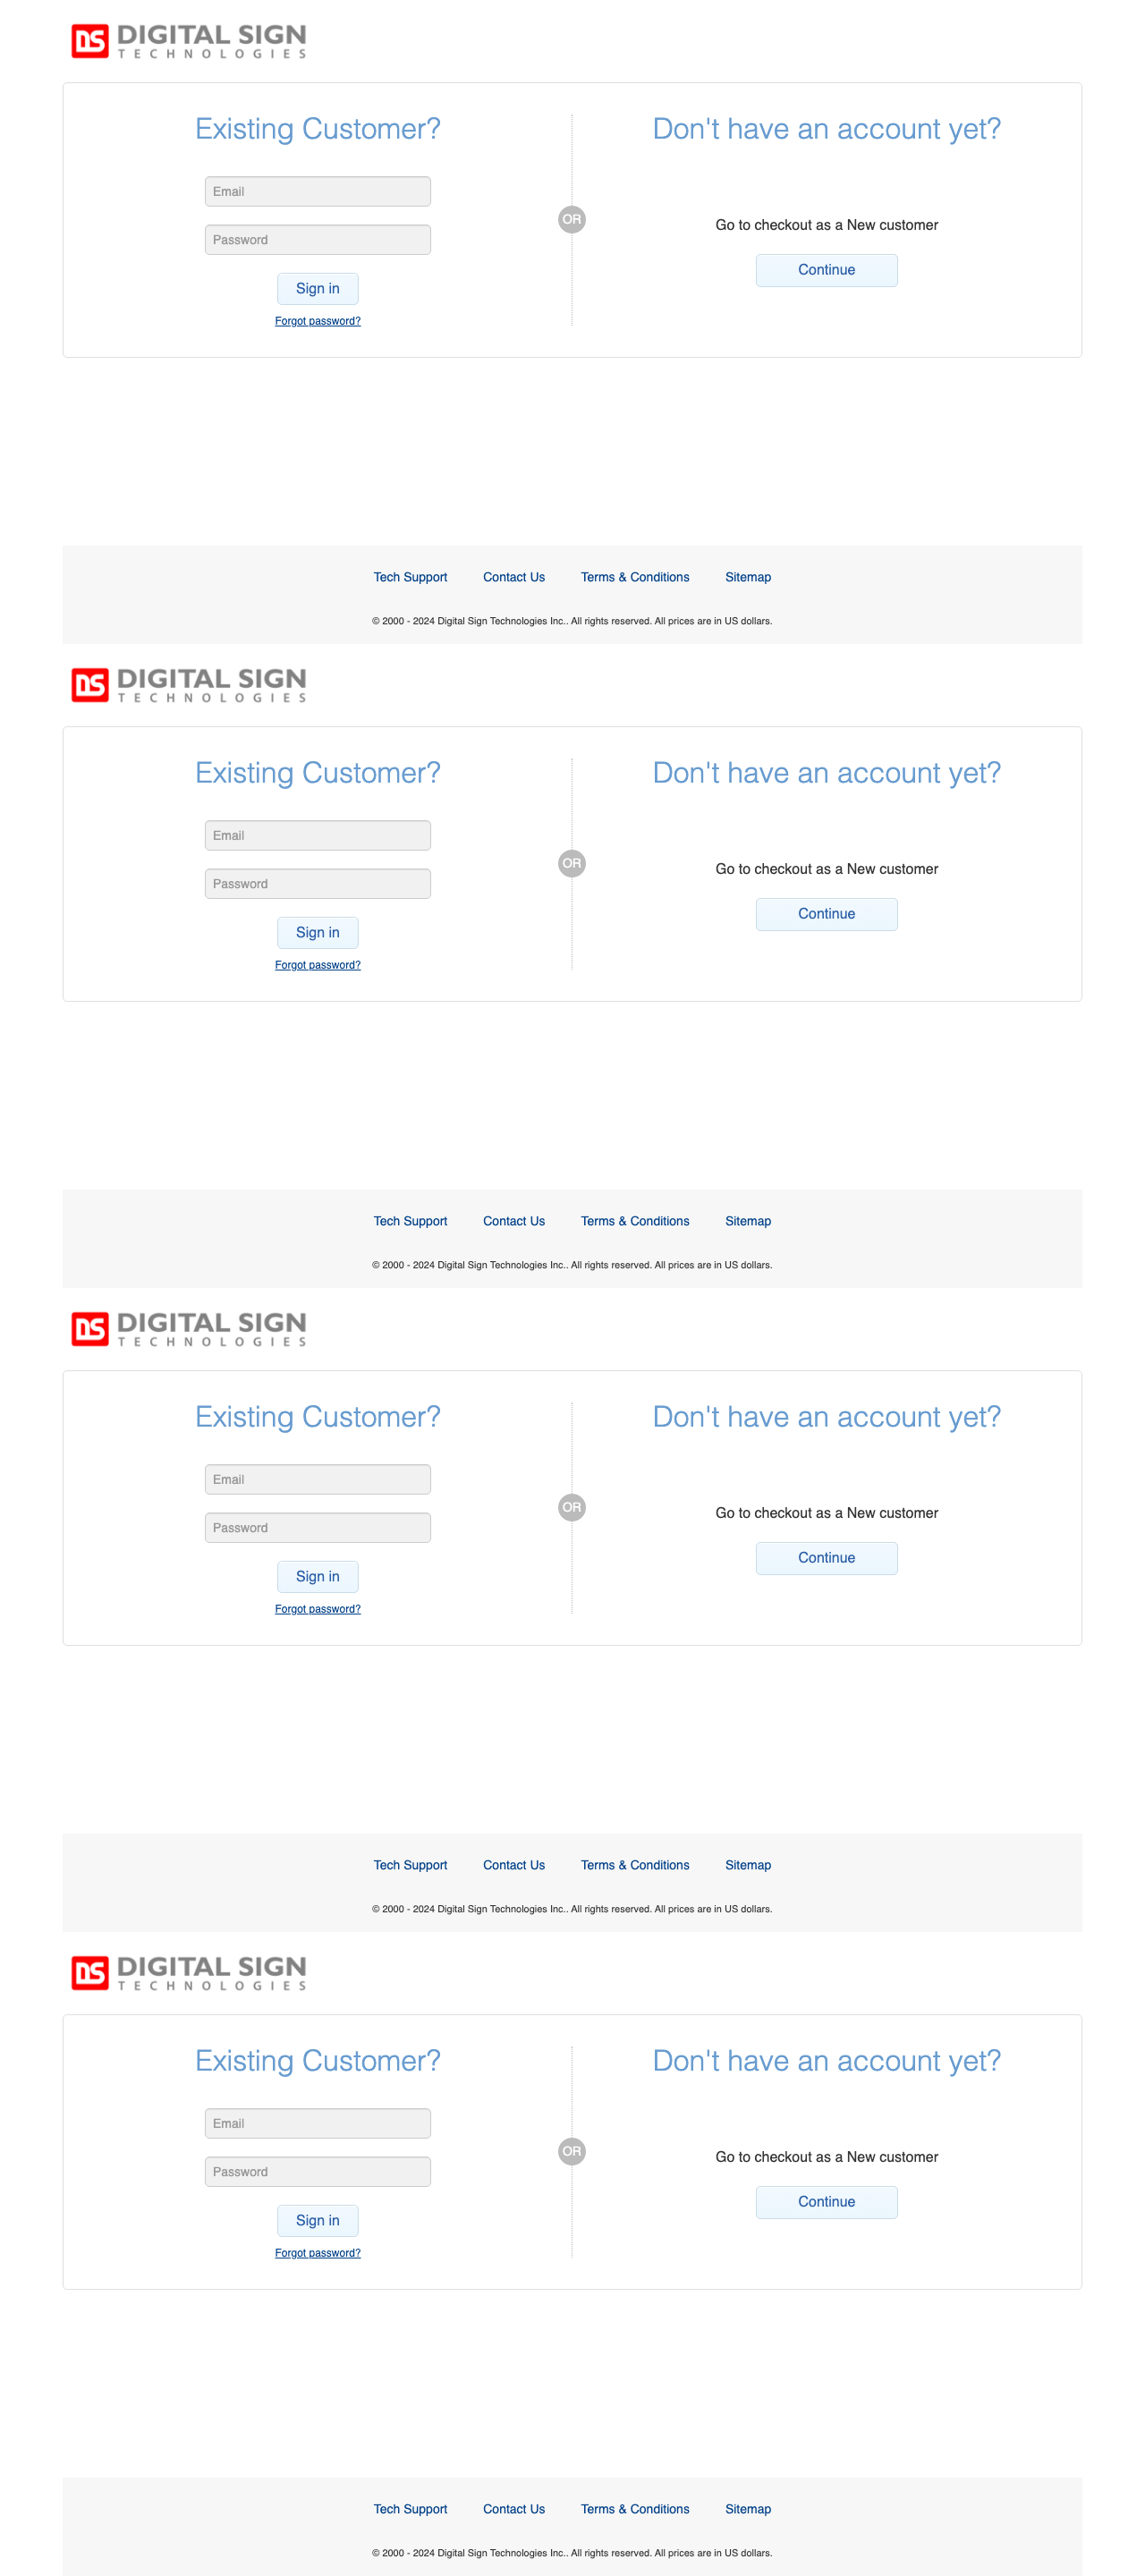 DS DIGITAL SIGN
TECHNOLOGIES
Existing Customer?
Don't have an account yet?
Email
OR
Go to checkout as a New customer
Password
Continue
Sign in
Forgot password?
Tech Support Contact Us Terms & Conditions Sitemap
© 2000 - 2024 Digital Sign Technologies Inc.. All rights reserved. All prices are in US dollars.
DS DIGITAL SIGN
TECHNOLOGIES
Existing Customer?
Don't have an account yet?
Email
OR
Go to checkout as a New customer
Password
Continue
Sign in
Forgot password?
Tech Support Contact Us Terms & Conditions Sitemap
© 2000 - 2024 Digital Sign Technologies Inc.. All rights reserved. All prices are in US dollars.
DS DIGITAL SIGN
TECHNOLOGIES
Existing Customer?
Don't have an account yet?
Email
OR
Go to checkout as a New customer
Password
Continue
Sign in
Forgot password?
Tech Support Contact Us Terms & Conditions Sitemap
© 2000 - 2024 Digital Sign Technologies Inc.. All rights reserved. All prices are in US dollars.
DS DIGITAL SIGN
TECHNOLOGIES
Existing Customer?
Don't have an account yet?
Email
OR
Go to checkout as a New customer
Password
Continue
Sign in
Forgot password?
Tech Support Contact Us Terms & Conditions Sitemap
© 2000 - 2024 Digital Sign Technologies Inc.. All rights reserved. All prices are in US dollars.